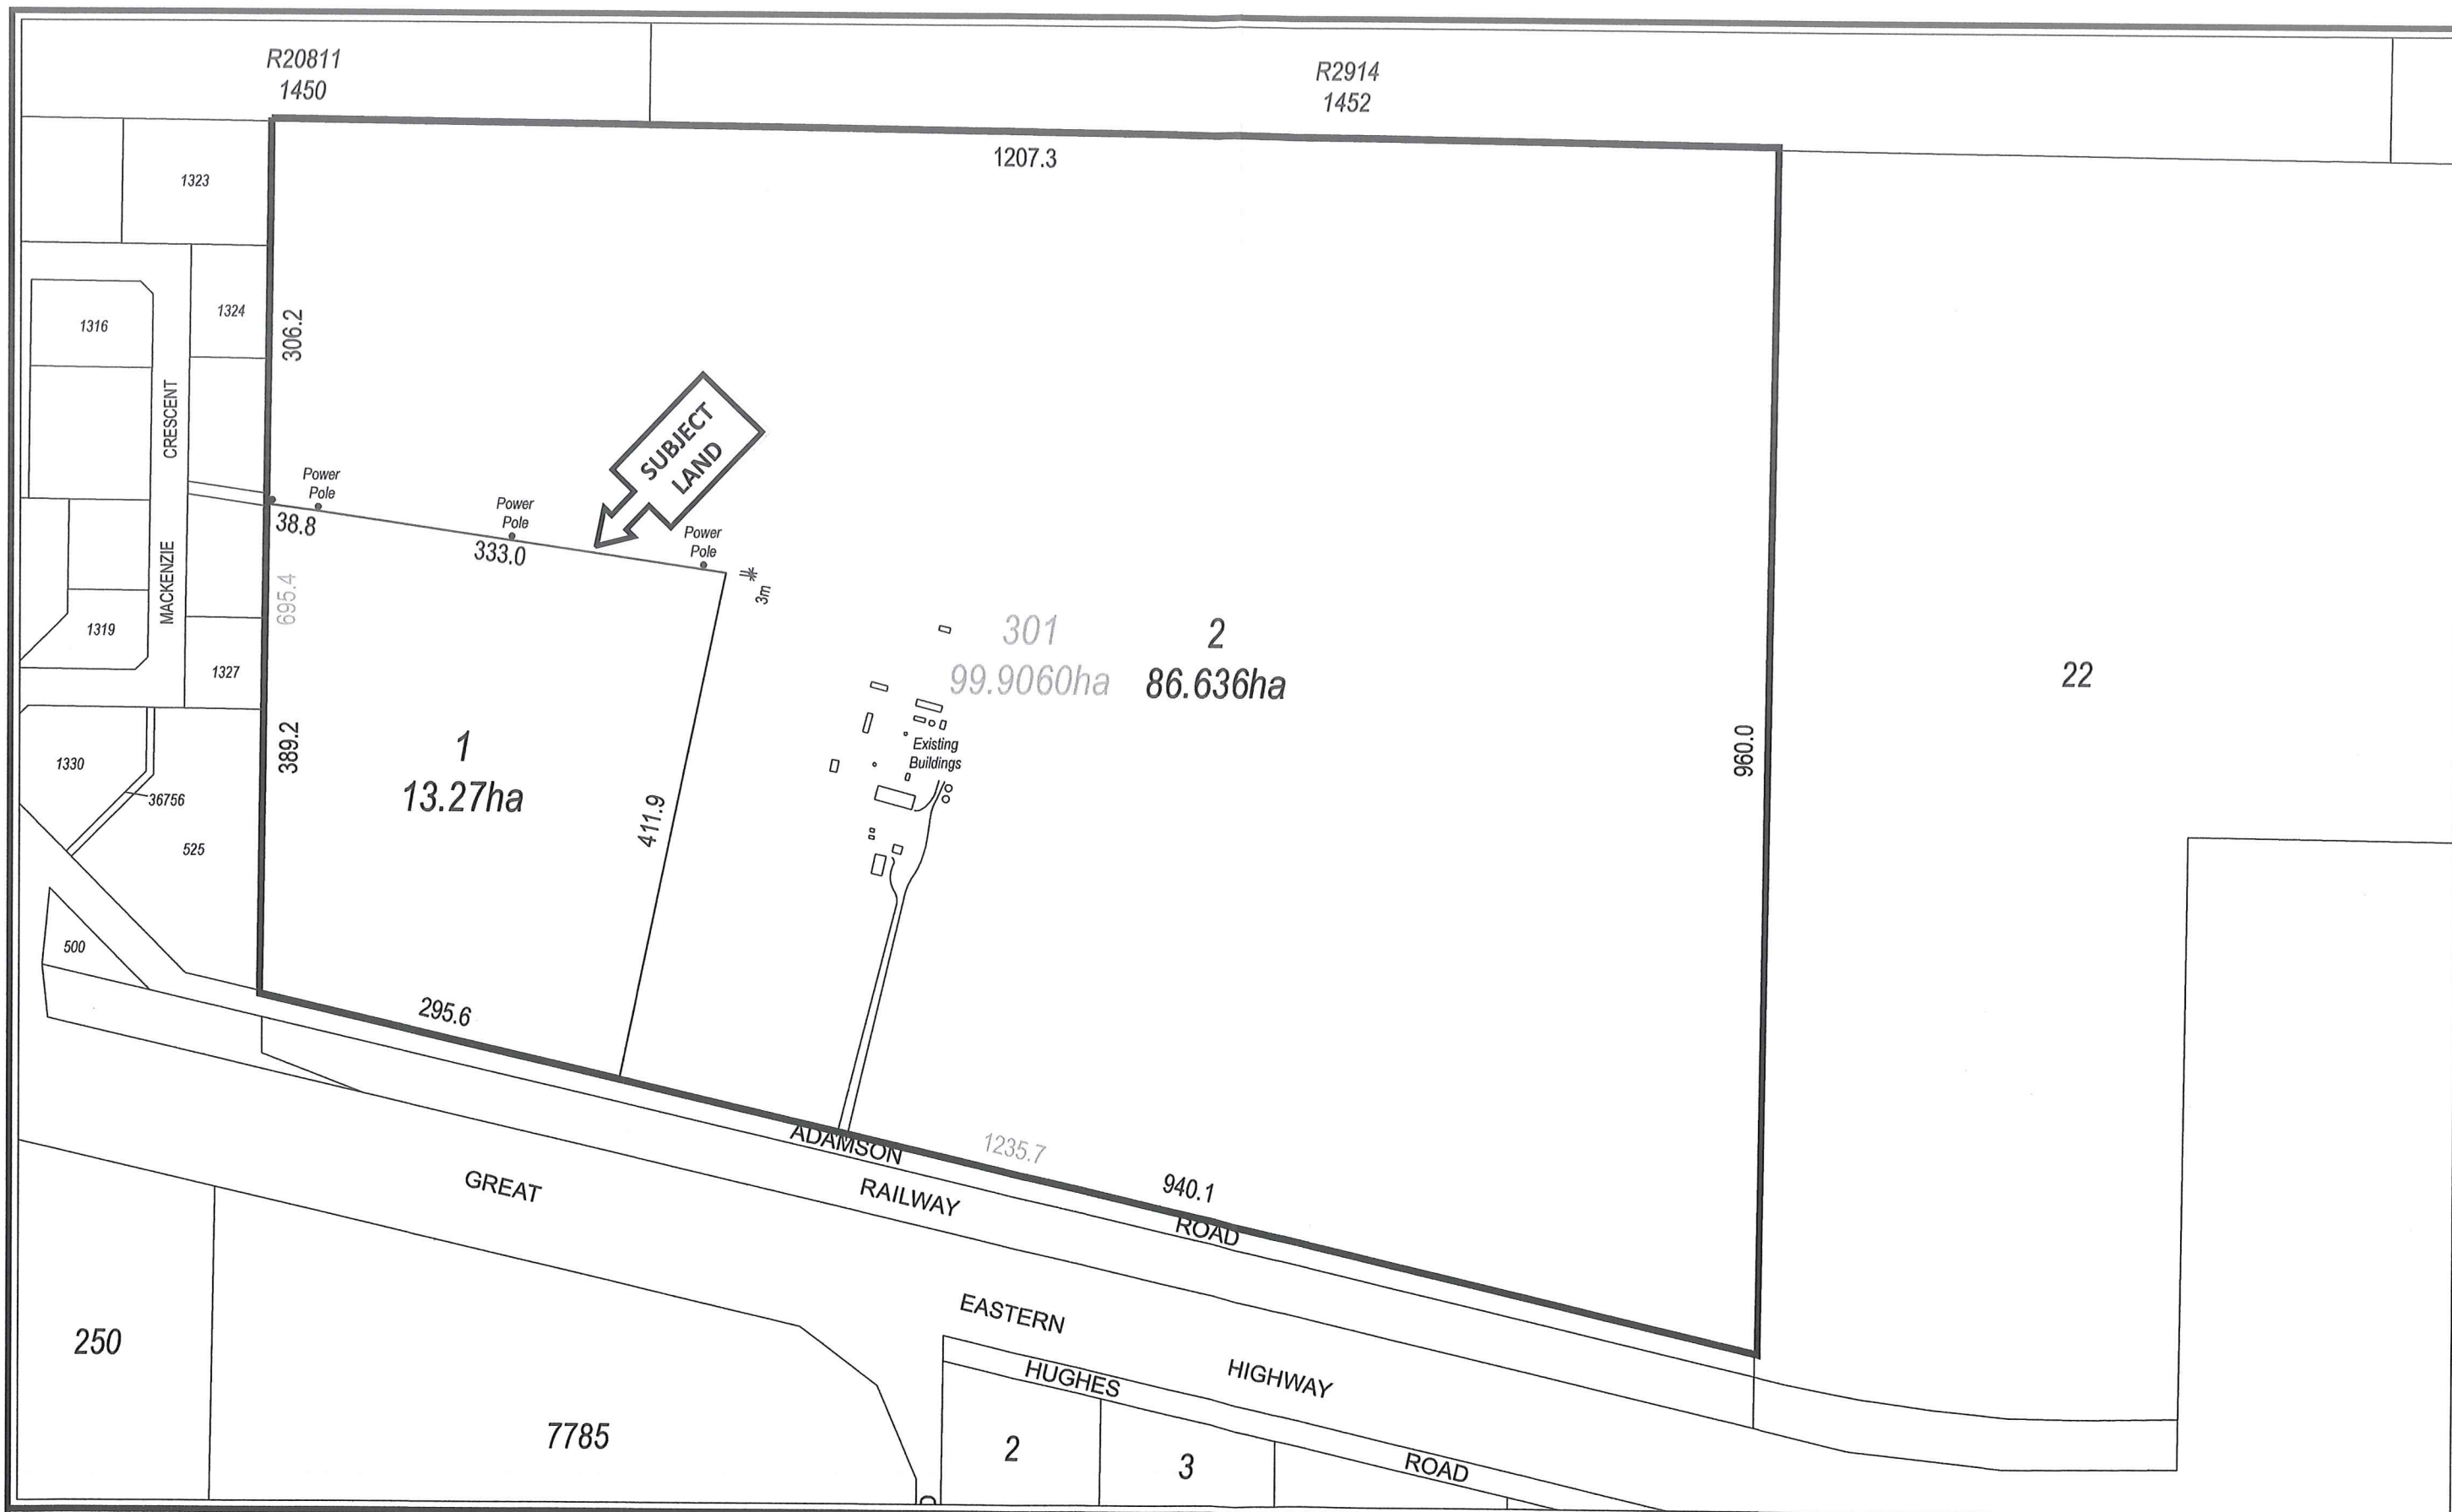 R20811
1450
R2914
1452
1207.3
1323
1324
1316
306.2
CRESCENT
MACKENZIE
SUBJECT
LAND
Power
Pole
Power
Pole
Power
Pole
38.8
333.0
3m
695.4
1319
1327
301
99.9060ha
2
86.636ha
22
389.2
1
13.27ha
411.9
Existing
Buildings
960.0
1330
36756
525
500
295.6
ADAMSON
ROAD
1235.7
940.1
GREAT
RAILWAY
EASTERN
HIGHWAY
HUGHES
ROAD
250
7785
2
3